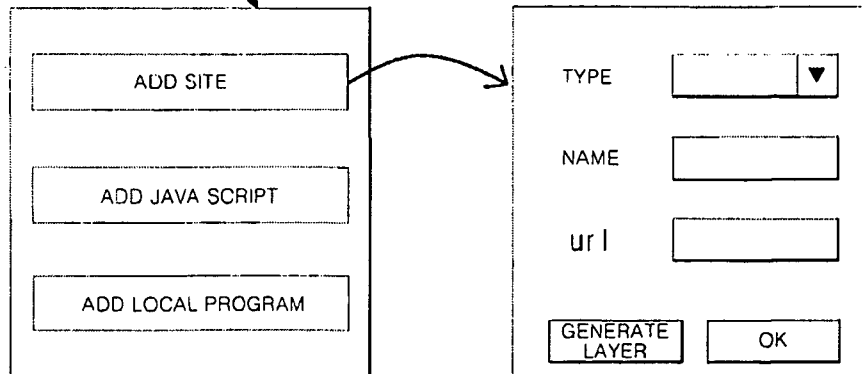 ADD SITE
ADD JAVA SCRIPT
ADD LOCAL PROGRAM
TYPE
NAME
url
GENERATE
LAYER
OK